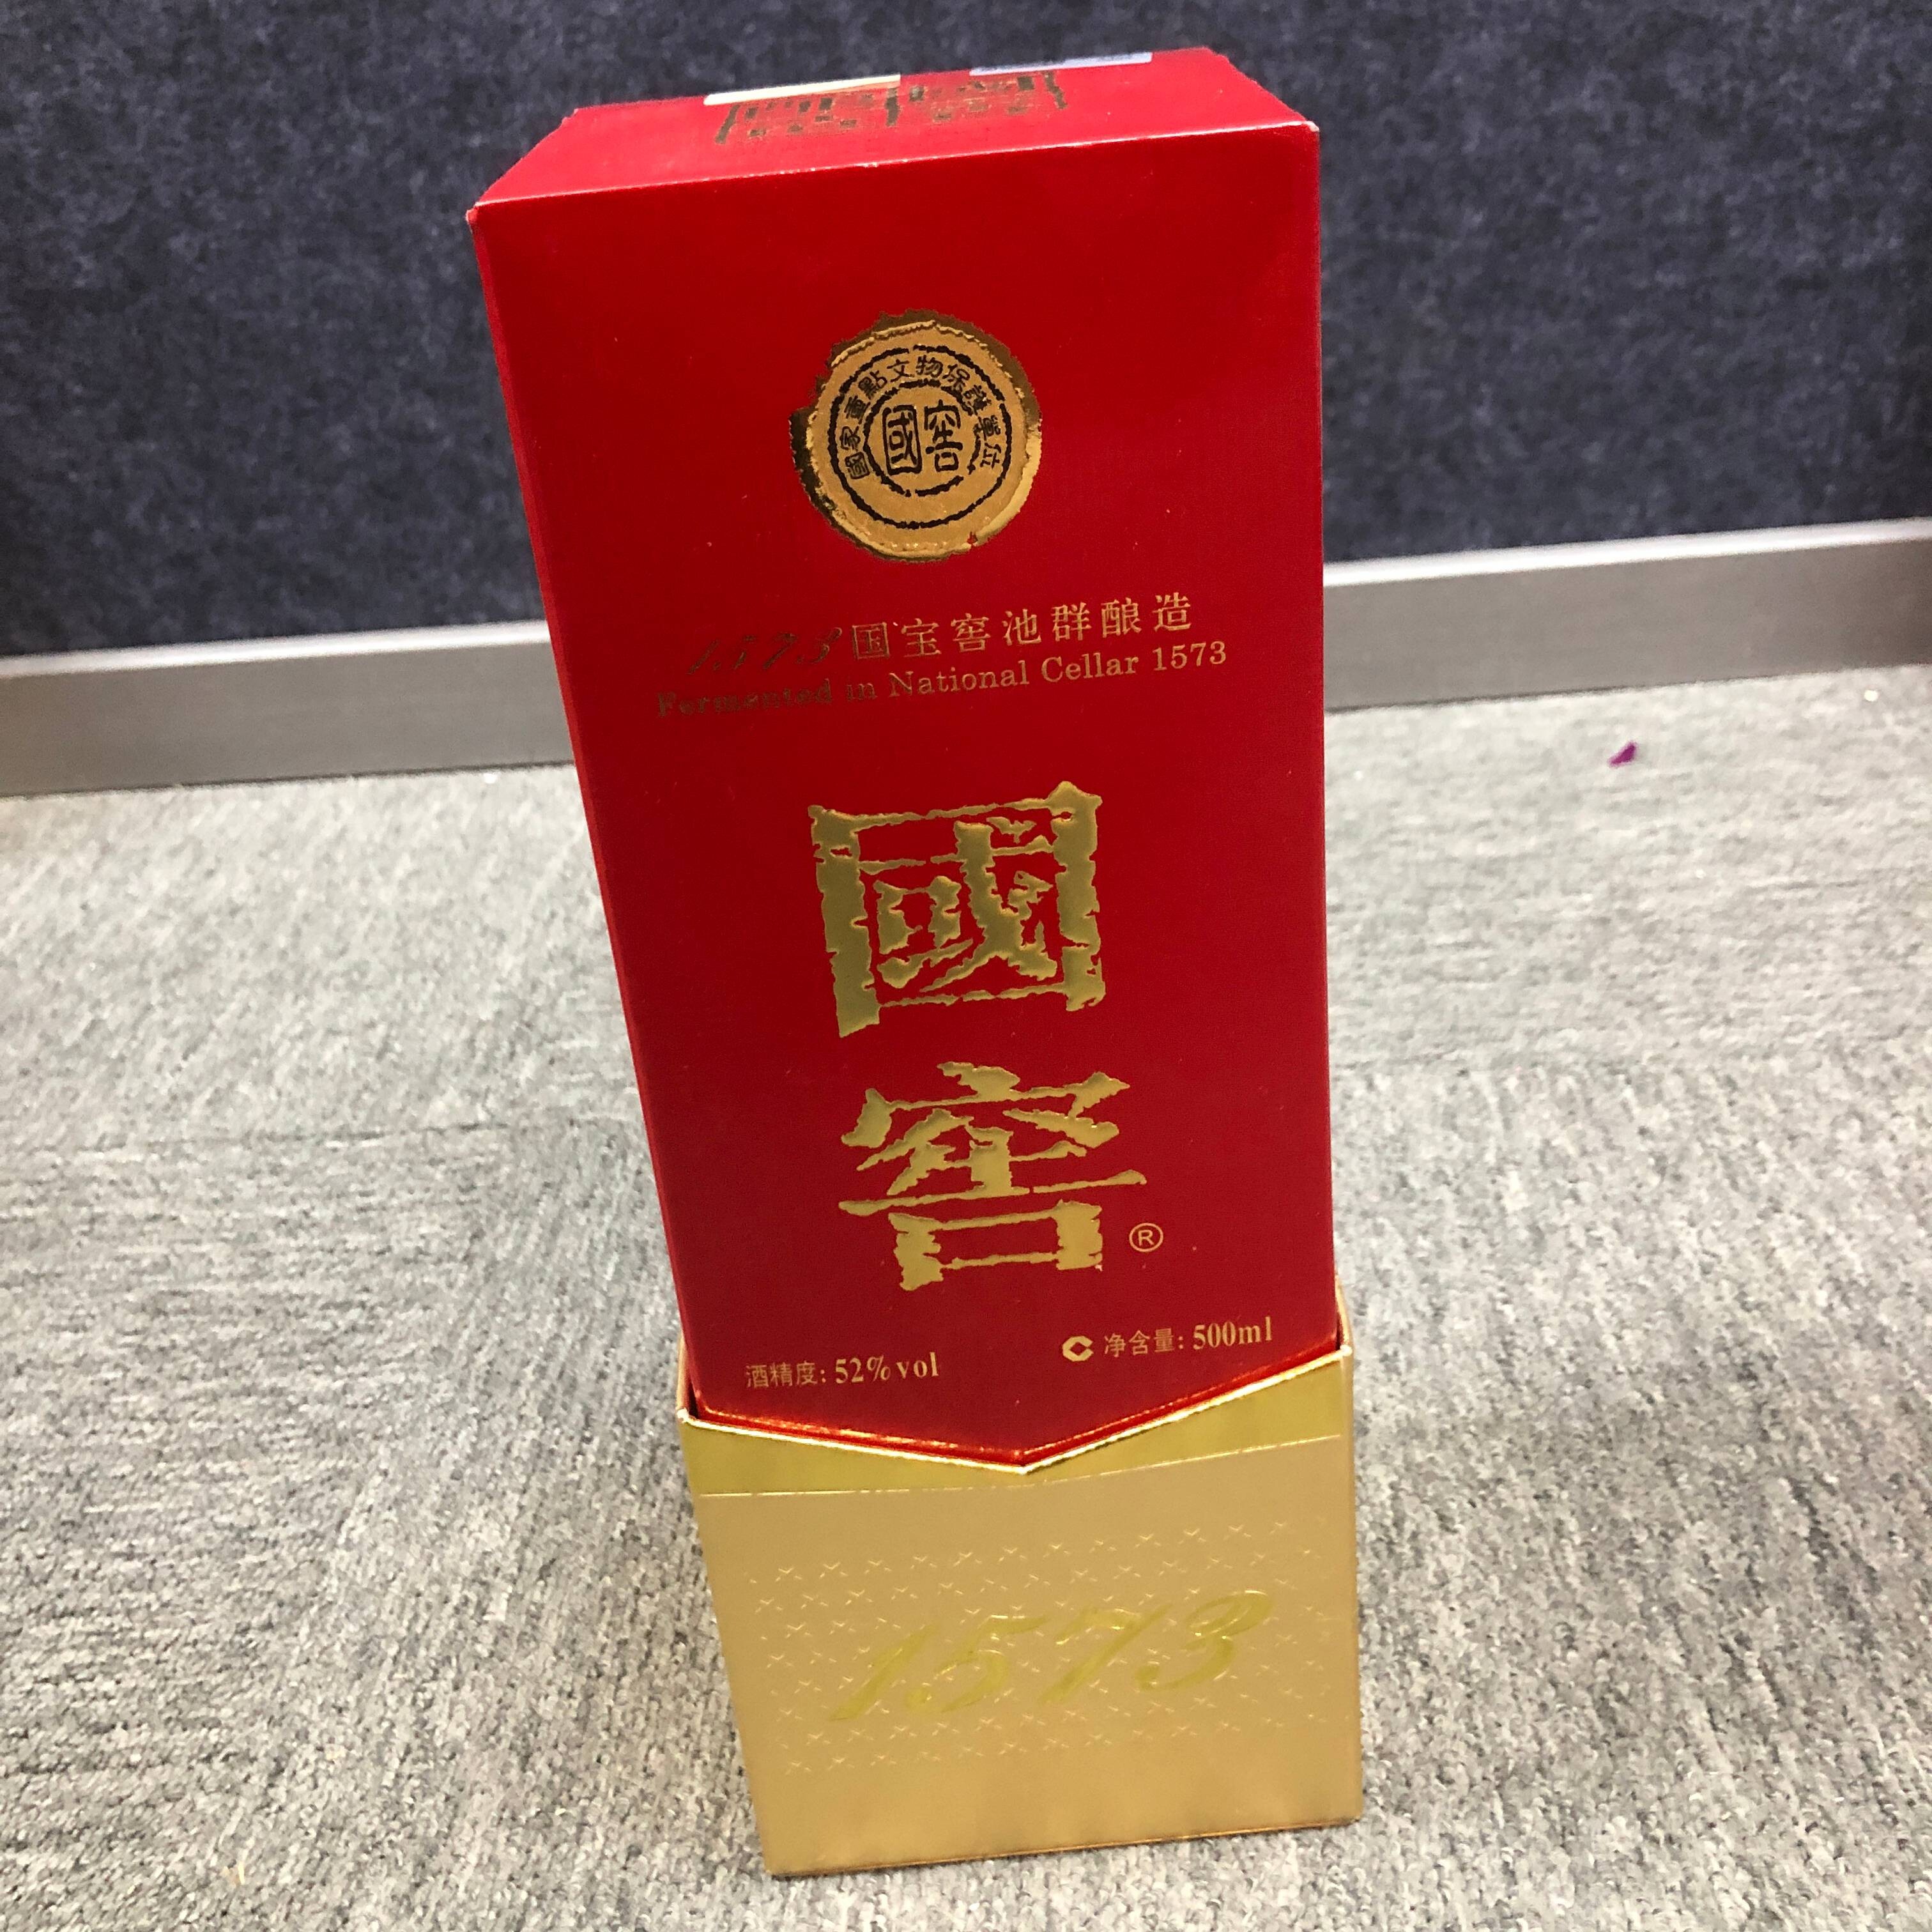 國家重點文物保護單位
國窖
1573国宝窖池群酿造
Fermented in National Cellar 1573
國
窖®
酒精度: 52%vol
净含量: 500ml
1573